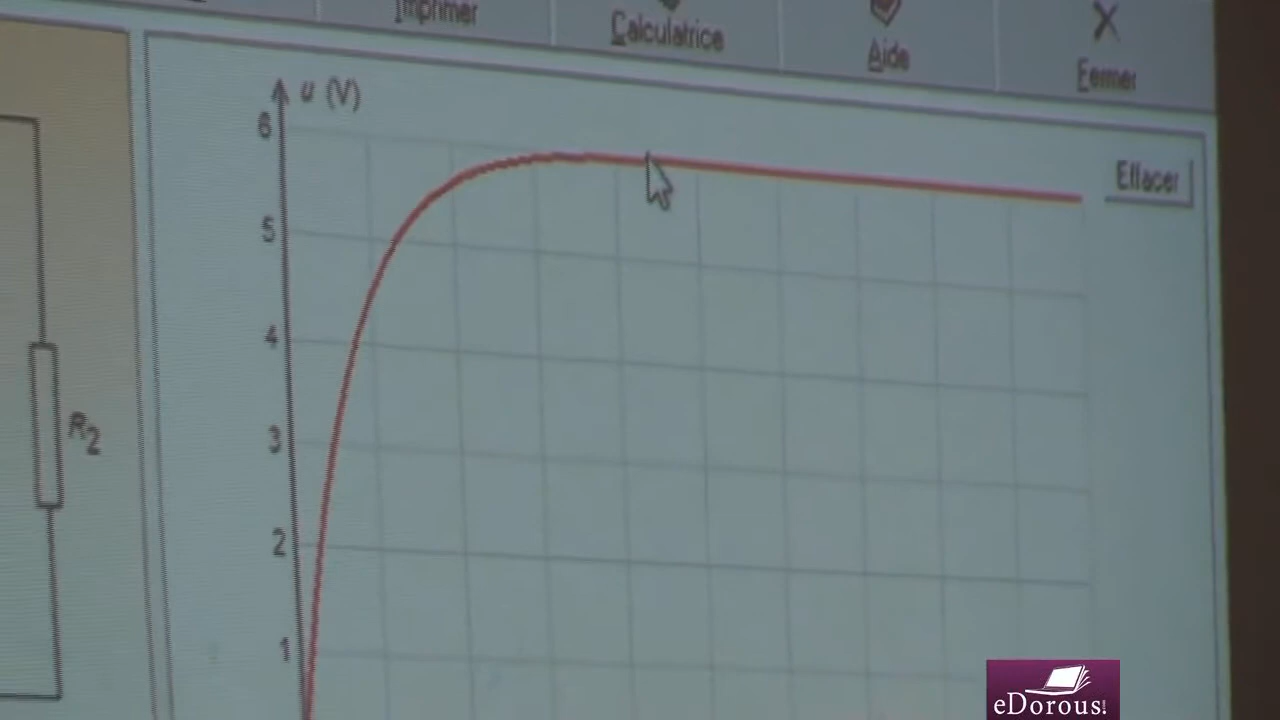 Imprimer
Calculatrice
Aide
Fermer
u (V)
6
Effacer
5
4
3
R2
2
1
eDorous!